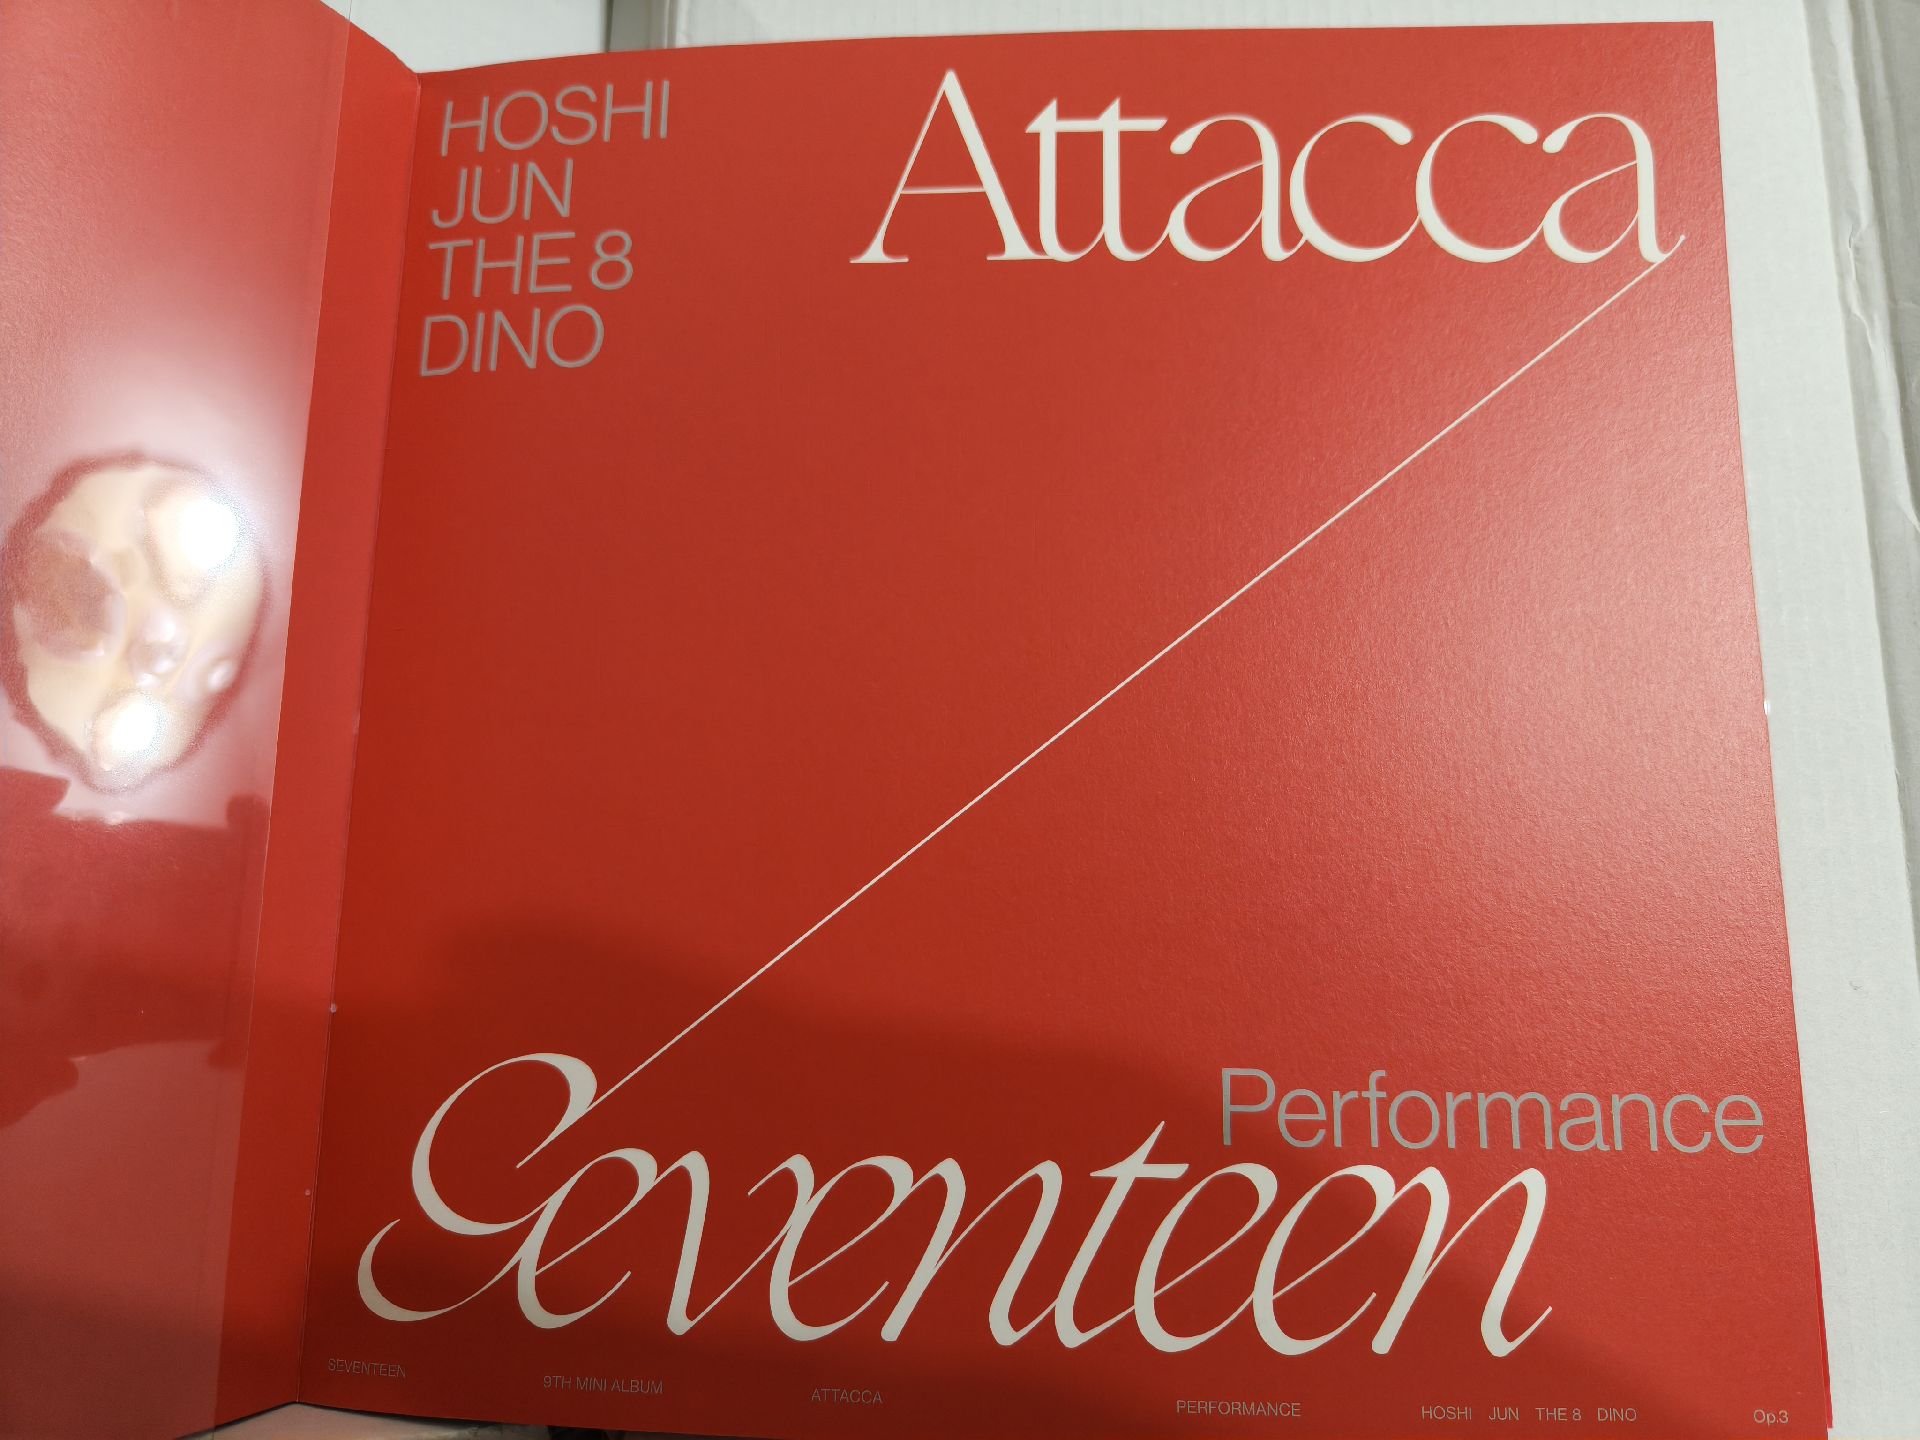 HOSHI
JUN
THE 8
DINO
Attacca
Performance
Seventeen
SEVENTEEN 9TH MINI ALBUM ATTACCA PERFORMANCE HOSHI JUN THE 8 DINO Op.3